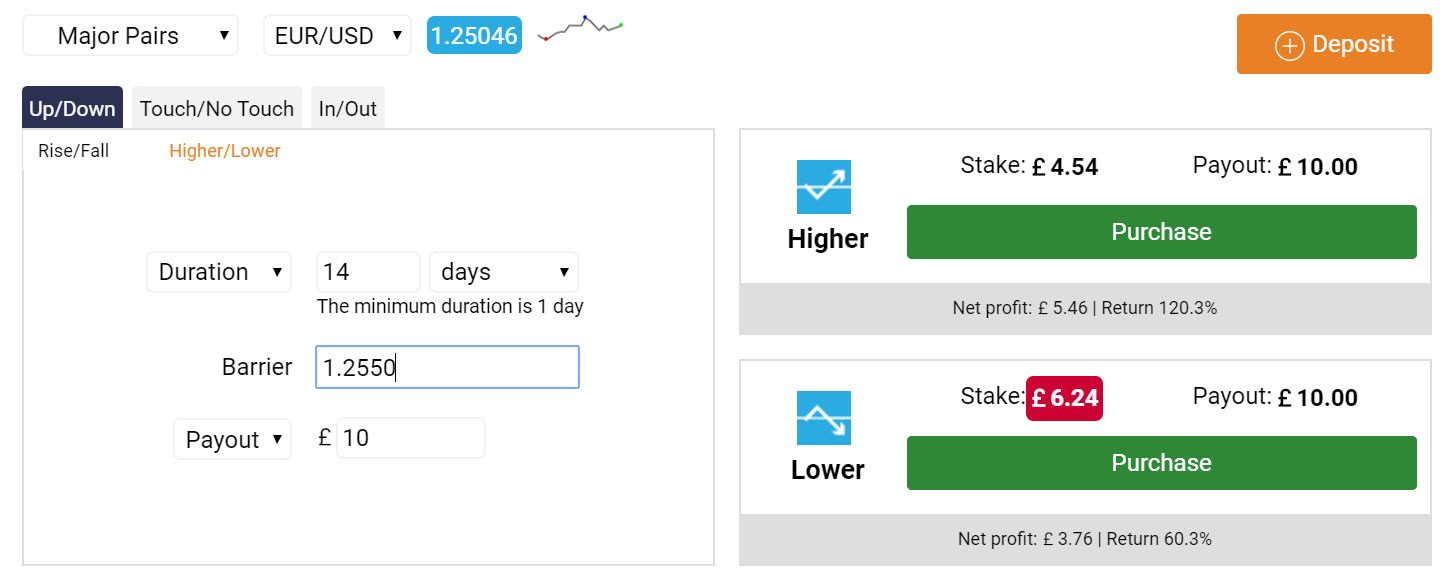 Major Pairs EUR/USD 1.25046
Deposit
Up/Down Touch/No Touch In/Out
Rise/Fall Higher/Lower
Duration 14 days
The minimum duration is 1 day
Barrier 1.2550
Payout £ 10
Higher
Stake: £ 4.54 Payout: £ 10.00
Purchase
Net profit: £ 5.46 | Return 120.3%
Lower
Stake: £ 6.24 Payout: £ 10.00
Purchase
Net profit: £ 3.76 | Return 60.3%